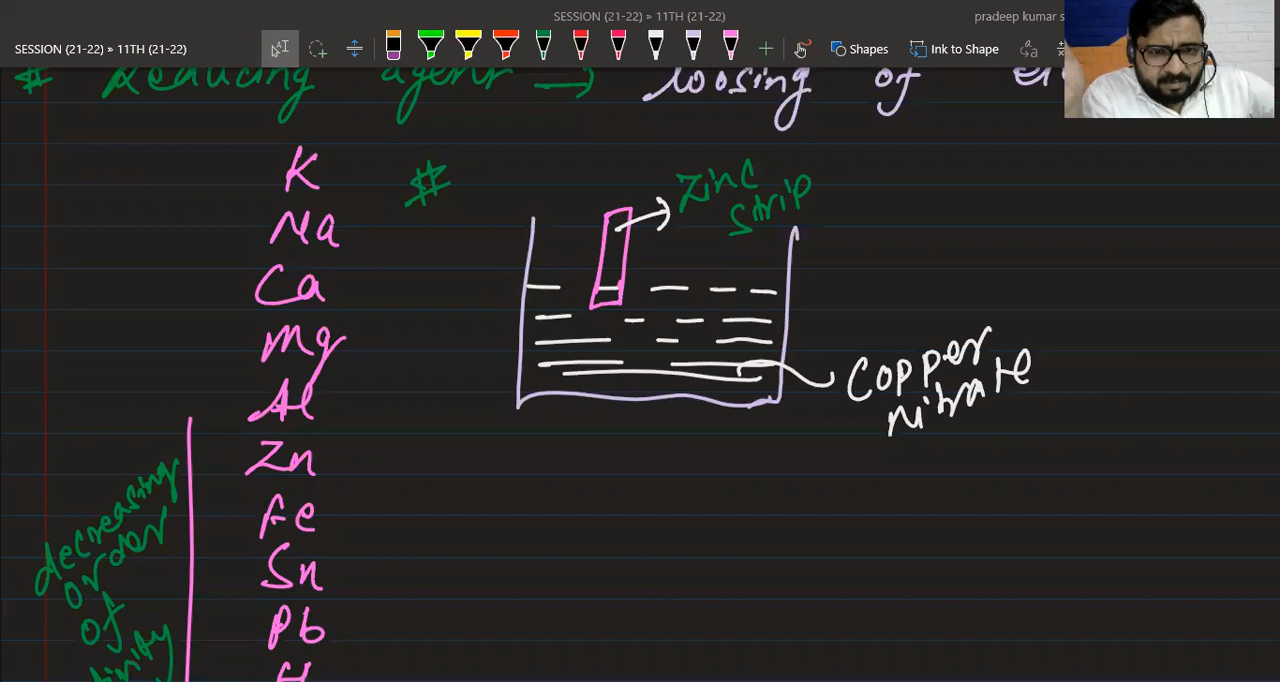 SESSION (21-22) » 11TH (21-22)
pradeep kumar s
SESSION (21-22) » 11TH (21-22)
Shapes
Ink to Shape
# Reducing agent → loosing of
K
#
Zinc
strip
Na
Ca
Mg
Al
Copper
nitrate
Zn
Fe
Sn
Pb
decreasing
order
of